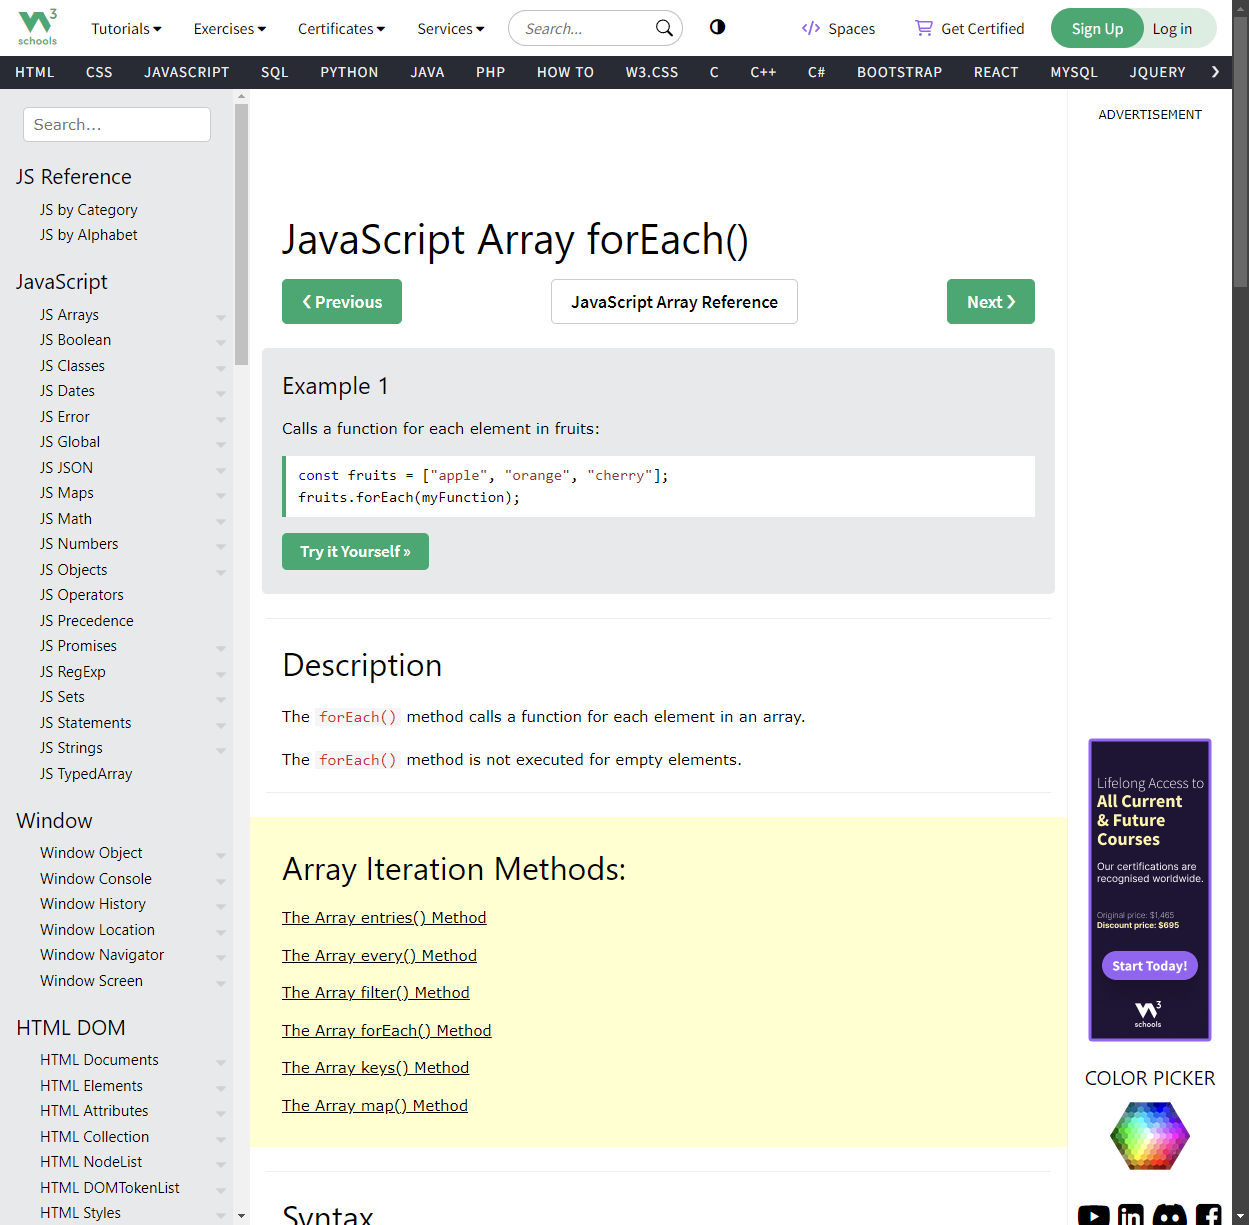 3
schools
Tutorials
Exercises
Certificates
Services
Search...
</> Spaces
Get Certified
Sign Up
Log in
HTML
CSS
JAVASCRIPT
SQL
PYTHON
JAVA
PHP
HOW TO
W3.CSS
C
C++
C#
BOOTSTRAP
REACT
MYSQL
JQUERY
❯
Search...
JS Reference
JS by Category
JS by Alphabet
JavaScript
JS Arrays
JS Boolean
JS Classes
JS Dates
JS Error
JS Global
JS JSON
JS Maps
JS Math
JS Numbers
JS Objects
JS Operators
JS Precedence
JS Promises
JS RegExp
JS Sets
JS Statements
JS Strings
JS TypedArray
Window
Window Object
Window Console
Window History
Window Location
Window Navigator
Window Screen
HTML DOM
HTML Documents
HTML Elements
HTML Attributes
HTML Collection
HTML NodeList
HTML DOMTokenList
HTML Styles
JavaScript Array forEach()
❮ Previous
JavaScript Array Reference
Next ❯
Example 1
Calls a function for each element in fruits:
const fruits = ["apple", "orange", "cherry"];
fruits.forEach(myFunction);
Try it Yourself »
Description
The forEach() method calls a function for each element in an array.
The forEach() method is not executed for empty elements.
Array Iteration Methods:
The Array entries() Method
The Array every() Method
The Array filter() Method
The Array forEach() Method
The Array keys() Method
The Array map() Method
Syntax
ADVERTISEMENT
Lifelong Access to
All Current
& Future
Courses
Our certifications are
recognised worldwide.
Original price: $1,465
Discount price: $695
Start Today!
3
schools
COLOR PICKER